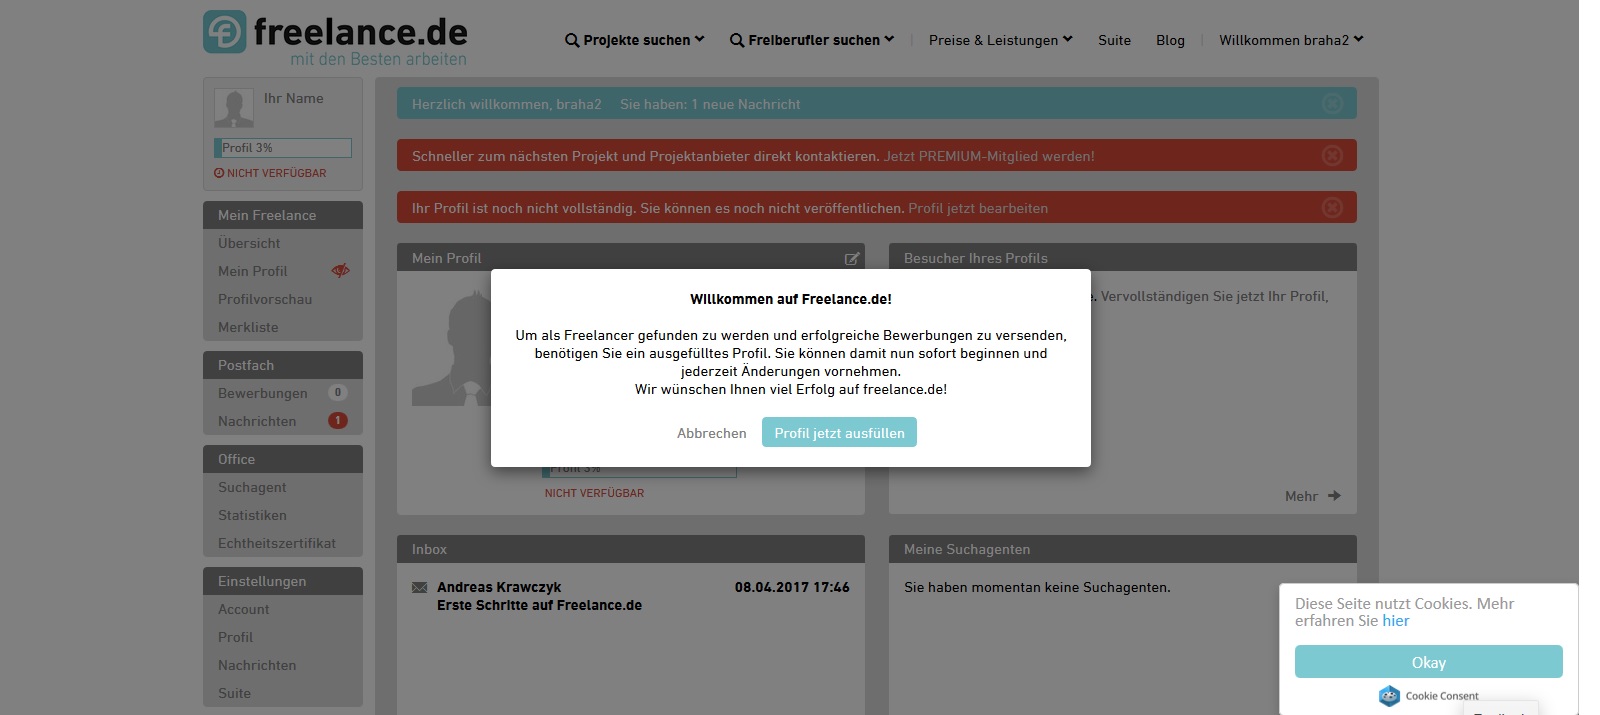 freelance.de
mit den Besten arbeiten
Projekte suchen
Freiberufler suchen
Preise & Leistungen
Suite
Blog
Willkommen braha2
Ihr Name
Profil 3%
NICHT VERFÜGBAR
Mein Freelance
Übersicht
Mein Profil
Profilvorschau
Merkliste
Postfach
Bewerbungen 0
Nachrichten 1
Office
Suchagent
Statistiken
Echtheitszertifikat
Einstellungen
Account
Profil
Nachrichten
Suite
Herzlich willkommen, braha2 Sie haben: 1 neue Nachricht
Schneller zum nächsten Projekt und Projektanbieter direkt kontaktieren. Jetzt PREMIUM-Mitglied werden!
Ihr Profil ist noch nicht vollständig. Sie können es noch nicht veröffentlichen. Profil jetzt bearbeiten
Mein Profil
Profil 3%
NICHT VERFÜGBAR
Besucher Ihres Profils
Vervollständigen Sie jetzt Ihr Profil,
Mehr
Willkommen auf Freelance.de!
Um als Freelancer gefunden zu werden und erfolgreiche Bewerbungen zu versenden,
benötigen Sie ein ausgefülltes Profil. Sie können damit nun sofort beginnen und
jederzeit Änderungen vornehmen.
Wir wünschen Ihnen viel Erfolg auf freelance.de!
Abbrechen
Profil jetzt ausfüllen
Inbox
Andreas Krawczyk 08.04.2017 17:46
Erste Schritte auf Freelance.de
Meine Suchagenten
Sie haben momentan keine Suchagenten.
Diese Seite nutzt Cookies. Mehr
erfahren Sie hier
Okay
Cookie Consent